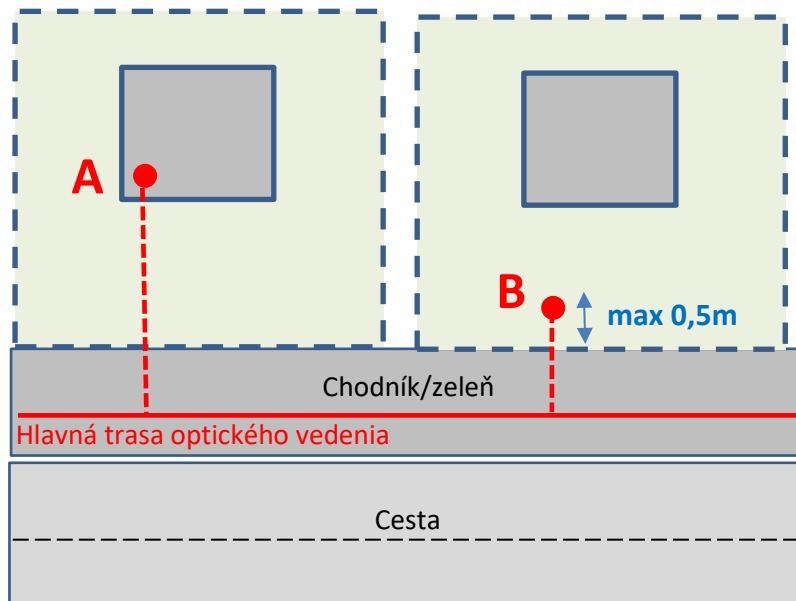 A
B
max 0,5m
Chodník/zeleň
Hlavná trasa optického vedenia
Cesta